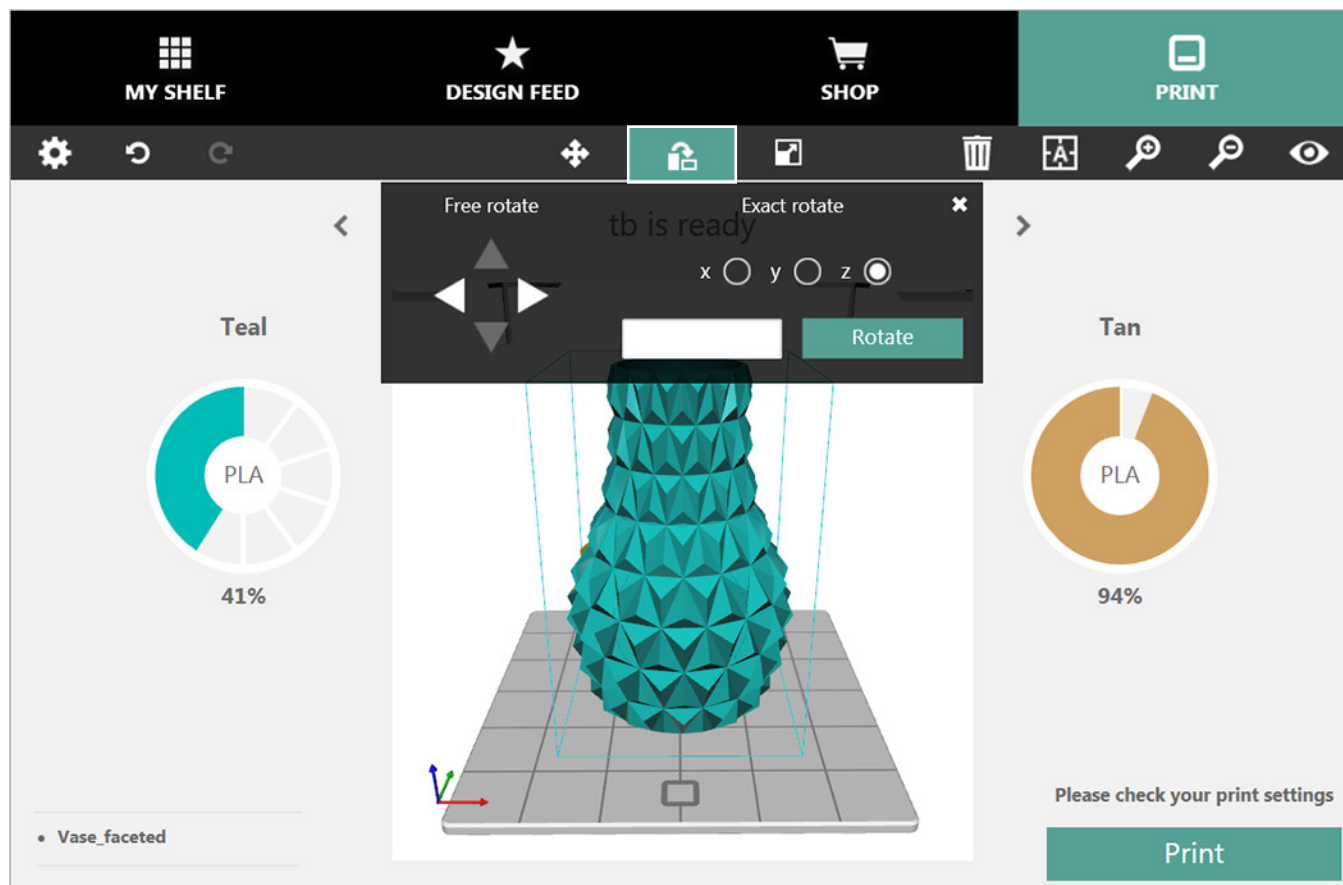 MY SHELF
DESIGN FEED
SHOP
PRINT
A
Free rotate
Exact rotate
tb is ready
x y z
Rotate
Teal
Tan
PLA
PLA
41%
94%
Please check your print settings
• Vase_faceted
Print